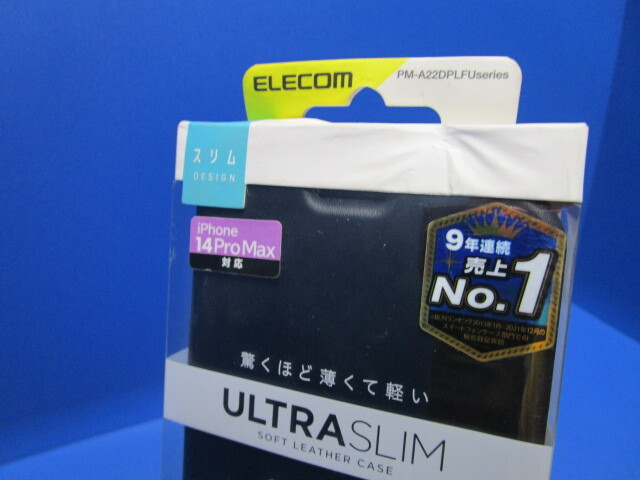 ELECOM
PM-A22DPLFUseries
スリム
DESIGN
iPhone
14 Pro Max
対応
9年連続
売上
No.1
驚くほど薄くて軽い
ULTRASLIM
SOFT LEATHER CASE